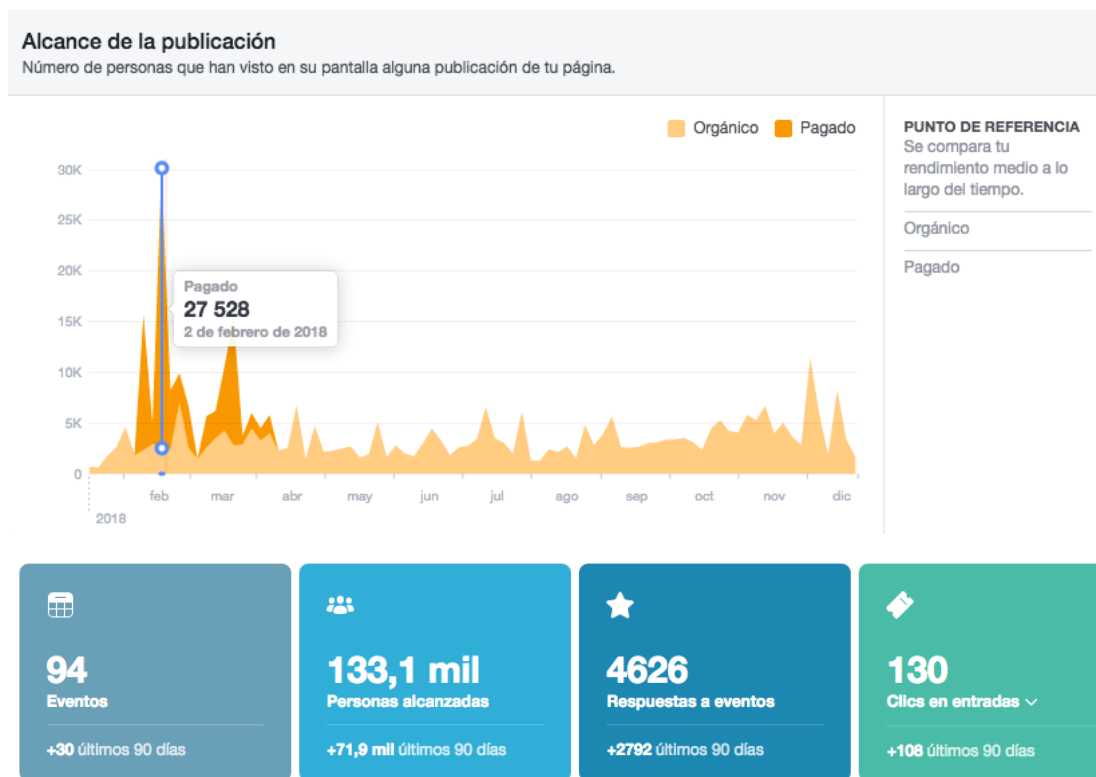 Alcance de la publicación
Número de personas que han visto en su pantalla alguna publicación de tu página.
Orgánico Pagado
PUNTO DE REFERENCIA
Se compara tu
rendimiento medio a lo
largo del tiempo.
Orgánico
Pagado
30K
25K
20K
15K
10K
5K
0
Pagado
27 528
2 de febrero de 2018
feb mar abr may jun jul ago sep oct nov dic
2018
94
Eventos
+30 últimos 90 días
133,1 mil
Personas alcanzadas
+71,9 mil últimos 90 días
4626
Respuestas a eventos
+2792 últimos 90 días
130
Clics en entradas
+108 últimos 90 días